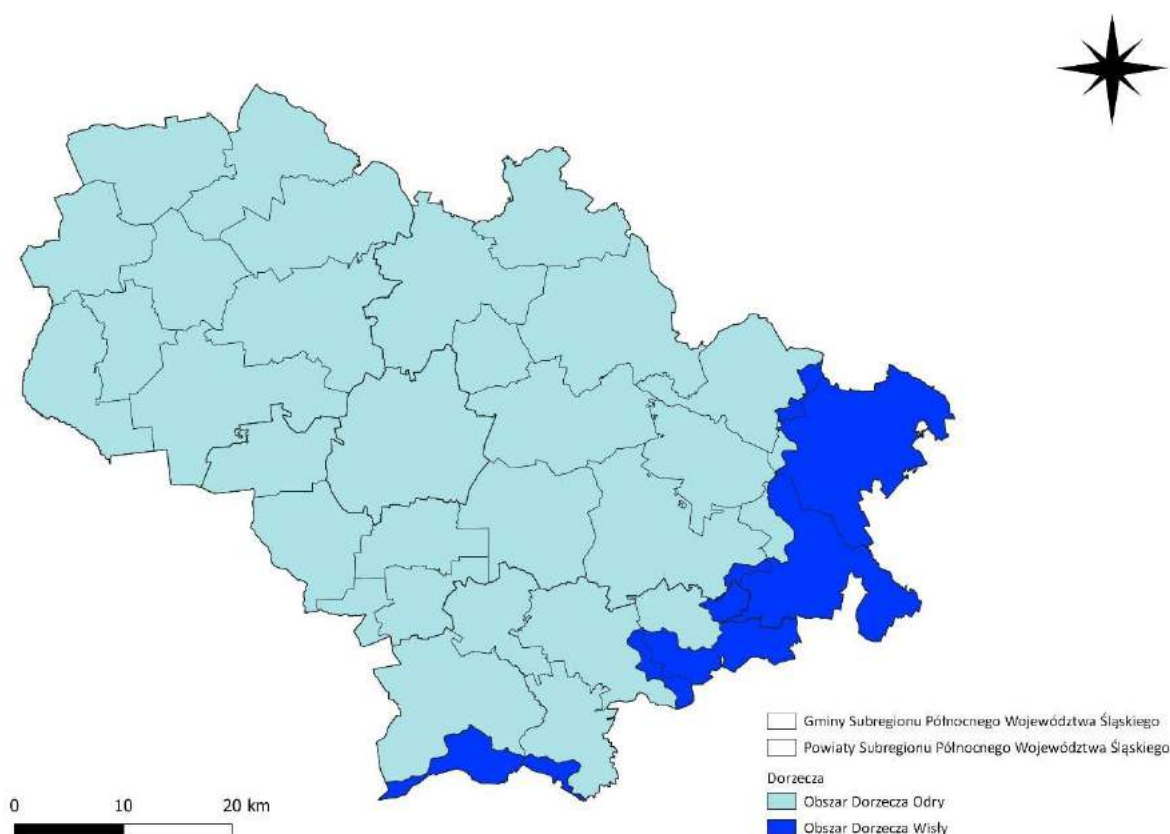 Gminy Subregionu Północnego Województwa Śląskiego
Powiaty Subregionu Północnego Województwa Śląskiego
Dorzecza
Obszar Dorzecza Odry
Obszar Dorzecza Wisły
0 10 20 km